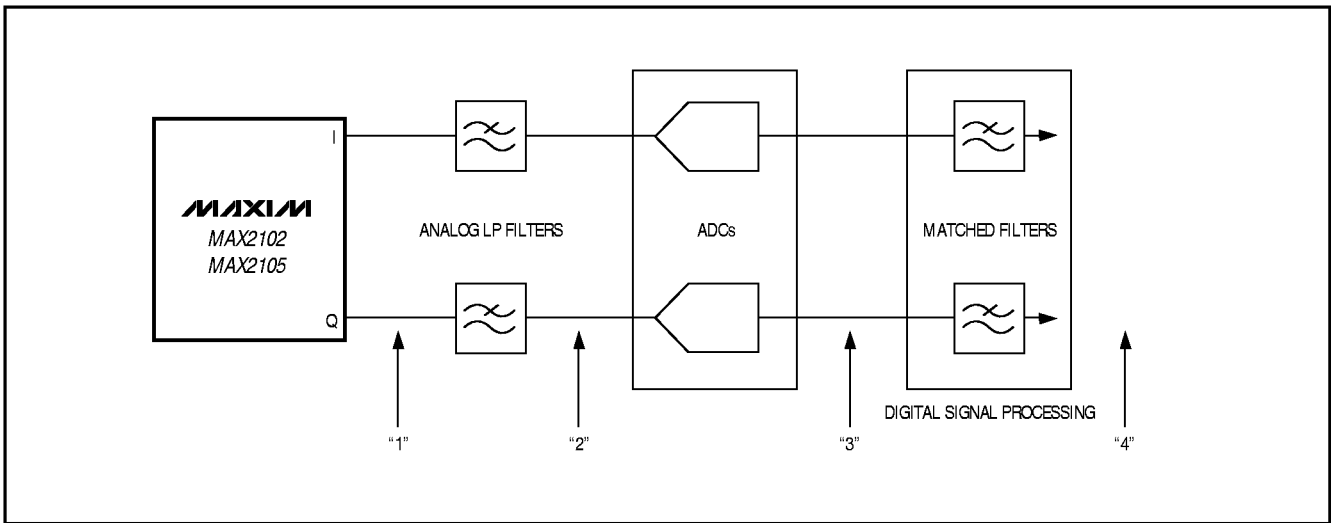 I
MAXIM
MAX2102
MAX2105
Q
ANALOG LP FILTERS
ADCs
MATCHED FILTERS
DIGITAL SIGNAL PROCESSING
“1”
“2”
“3”
“4”